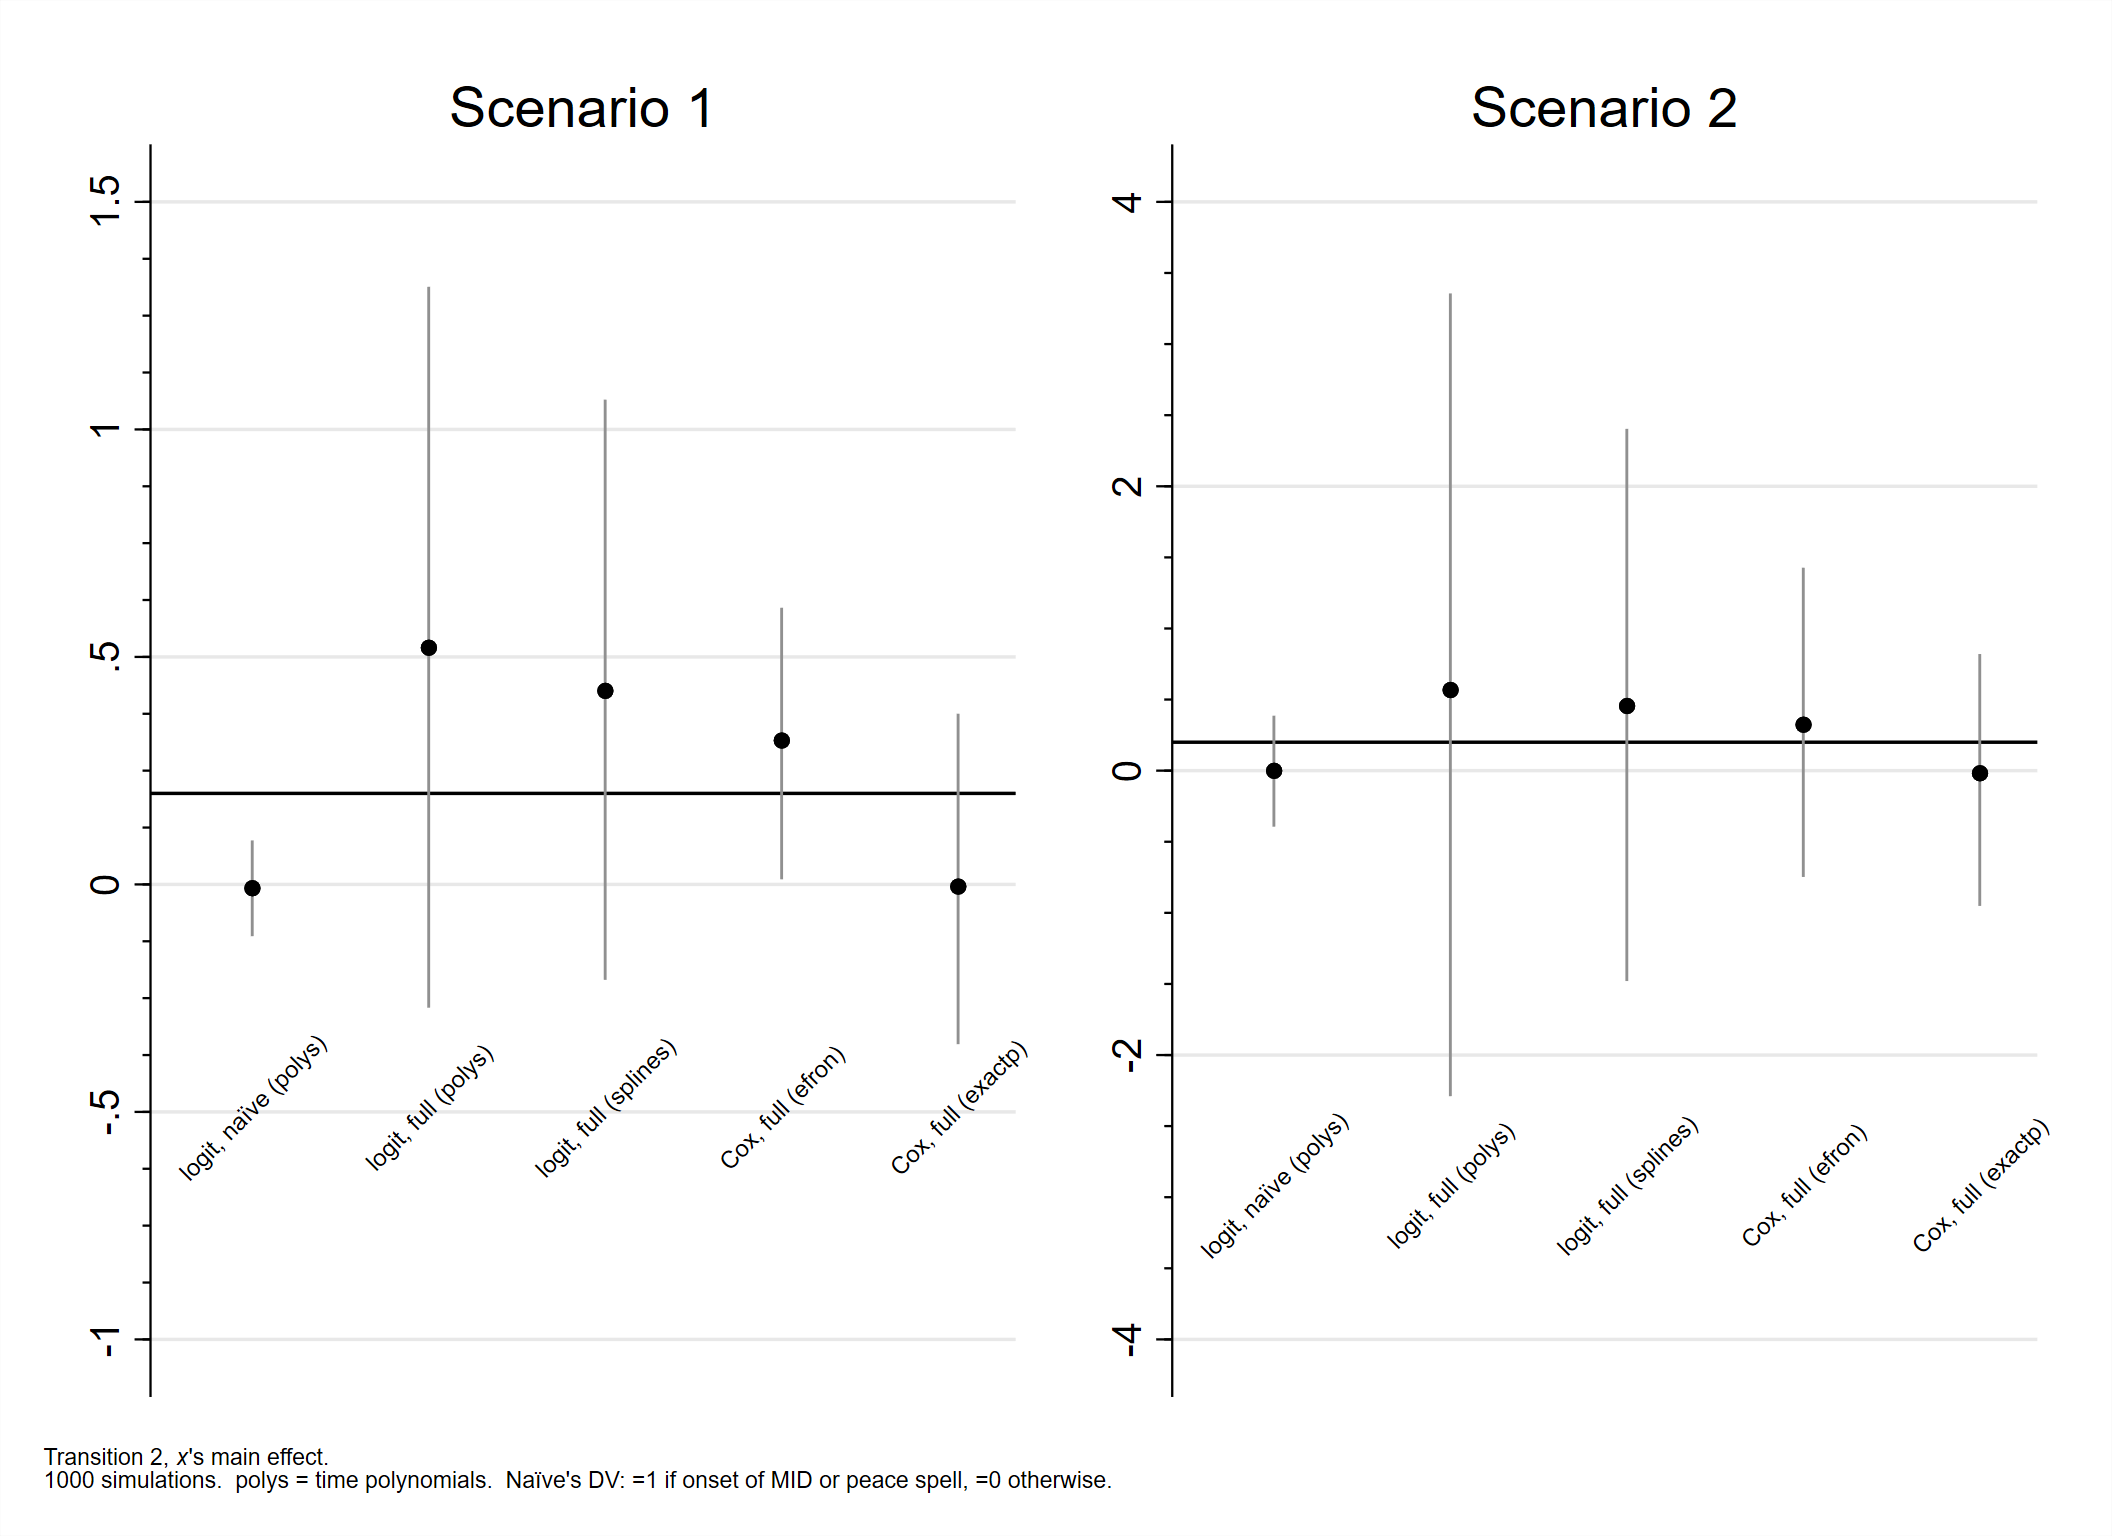 Scenario 1
1.5
1
.5
0
-.5
-1
logit, naïve (polys)
logit, full (polys)
logit, full (splines)
Cox, full (efron)
Cox, full (exactp)
Scenario 2
4
2
0
-2
-4
logit, naïve (polys)
logit, full (polys)
logit, full (splines)
Cox, full (efron)
Cox, full (exactp)
Transition 2, x's main effect.
1000 simulations.  polys = time polynomials.  Naïve's DV: =1 if onset of MID or peace spell, =0 otherwise.